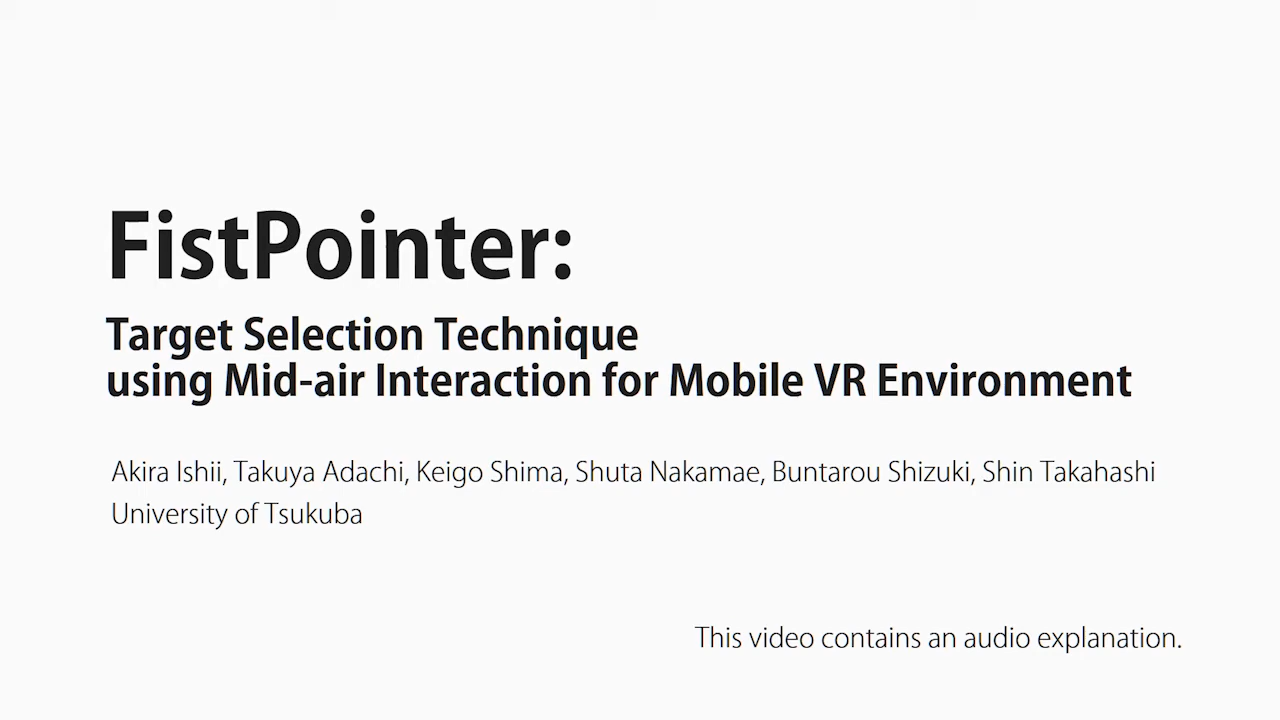 FistPointer:
Target Selection Technique
using Mid-air Interaction for Mobile VR Environment
Akira Ishii, Takuya Adachi, Keigo Shima, Shuta Nakamae, Buntarou Shizuki, Shin Takahashi
University of Tsukuba
This video contains an audio explanation.